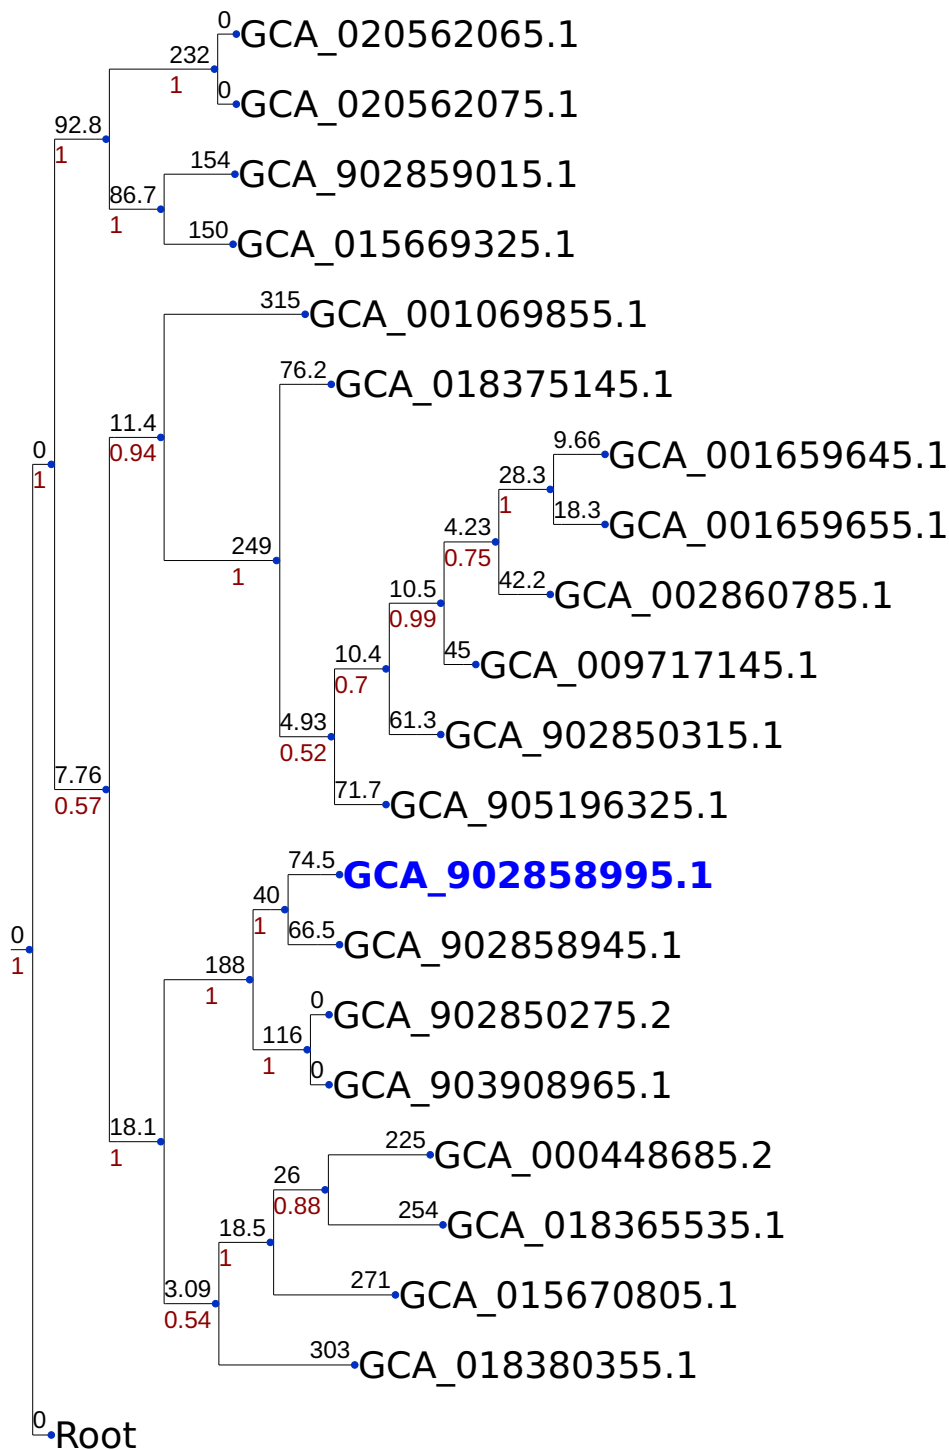 0
GCA_020562065.1
232
1
0
GCA_020562075.1
92.8
1
154
GCA_902859015.1
86.7
1
150
GCA_015669325.1
315
GCA_001069855.1
76.2
GCA_018375145.1
11.4
0.94
0
1
9.66
GCA_001659645.1
28.3
1
18.3
GCA_001659655.1
4.23
0.75
249
1
42.2
GCA_002860785.1
10.5
0.99
45
GCA_009717145.1
10.4
0.7
61.3
GCA_902850315.1
4.93
0.52
7.76
0.57
71.7
GCA_905196325.1
74.5
GCA_902858995.1
40
1
66.5
GCA_902858945.1
0
1
188
1
0
GCA_902850275.2
116
1
0
GCA_903908965.1
18.1
1
225
GCA_000448685.2
26
0.88
254
GCA_018365535.1
18.5
1
271
GCA_015670805.1
3.09
0.54
303
GCA_018380355.1
0
Root